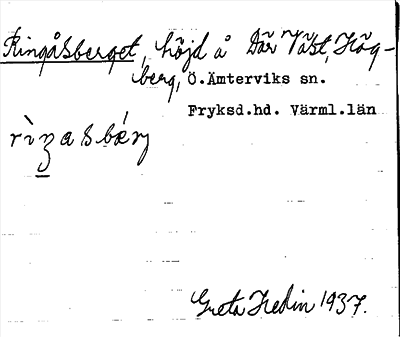 Ringåsberget, höjd å Där Väst, Hög-
berg, Ö.Ämterviks sn.
Fryksd.hd. Värml.län
Greta Hedin 1937.